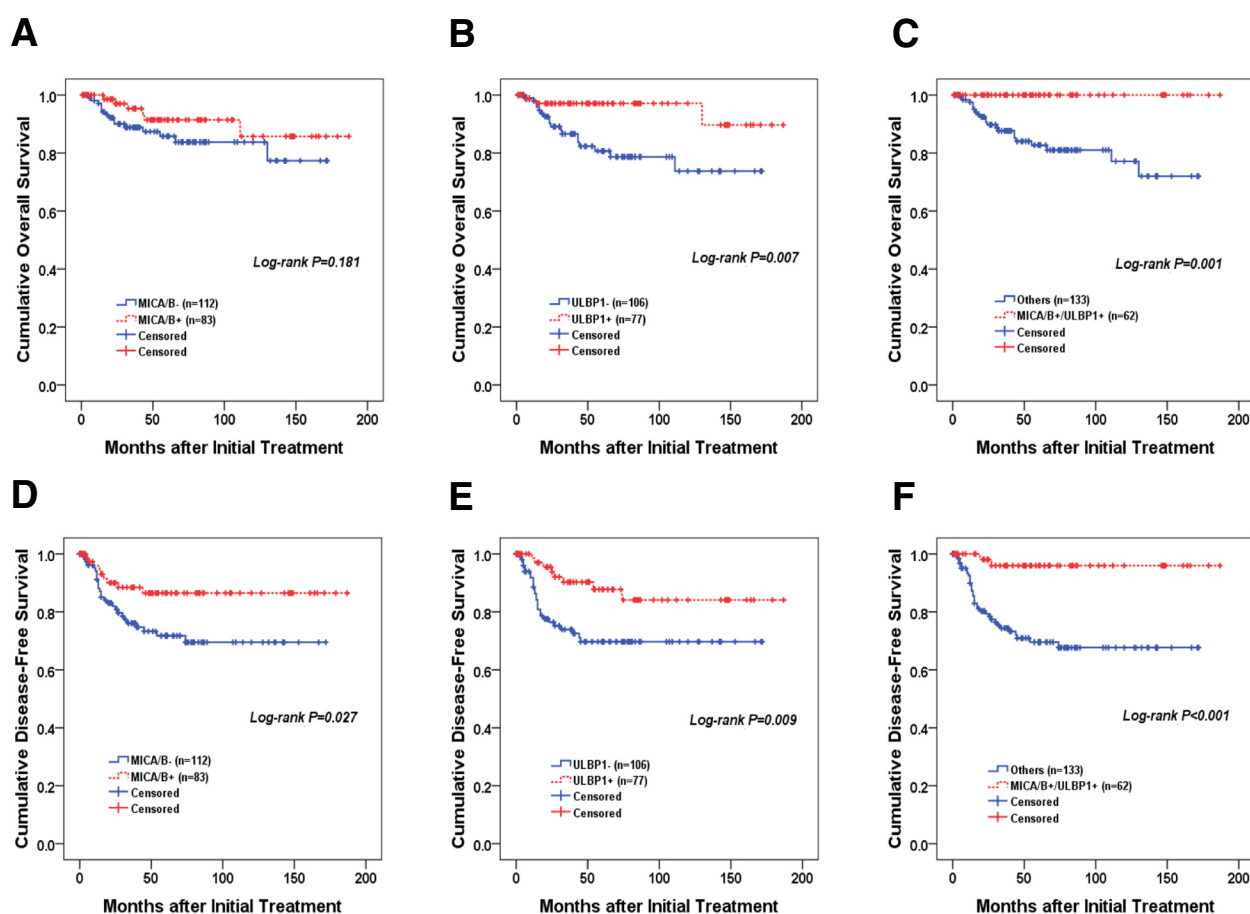 A
Cumulative Overall Survival
1.0
0.8
0.6
0.4
0.2
0.0
Log-rank P=0.181
MICA/B- (n=112)
MICA/B+ (n=83)
Censored
Censored
0 50 100 150 200
Months after Initial Treatment
B
Cumulative Overall Survival
1.0
0.8
0.6
0.4
0.2
0.0
Log-rank P=0.007
ULBP1- (n=106)
ULBP1+ (n=77)
Censored
Censored
0 50 100 150 200
Months after Initial Treatment
C
Cumulative Overall Survival
1.0
0.8
0.6
0.4
0.2
0.0
Log-rank P=0.001
Others (n=133)
MICA/B+/ULBP1+ (n=62)
Censored
Censored
0 50 100 150 200
Months after Initial Treatment
D
Cumulative Disease-Free Survival
1.0
0.8
0.6
0.4
0.2
0.0
Log-rank P=0.027
MICA/B- (n=112)
MICA/B+ (n=83)
Censored
Censored
0 50 100 150 200
Months after Initial Treatment
E
Cumulative Disease-Free Survival
1.0
0.8
0.6
0.4
0.2
0.0
Log-rank P=0.009
ULBP1- (n=106)
ULBP1+ (n=77)
Censored
Censored
0 50 100 150 200
Months after Initial Treatment
F
Cumulative Disease-Free Survival
1.0
0.8
0.6
0.4
0.2
0.0
Log-rank P<0.001
Others (n=133)
MICA/B+/ULBP1+ (n=62)
Censored
Censored
0 50 100 150 200
Months after Initial Treatment